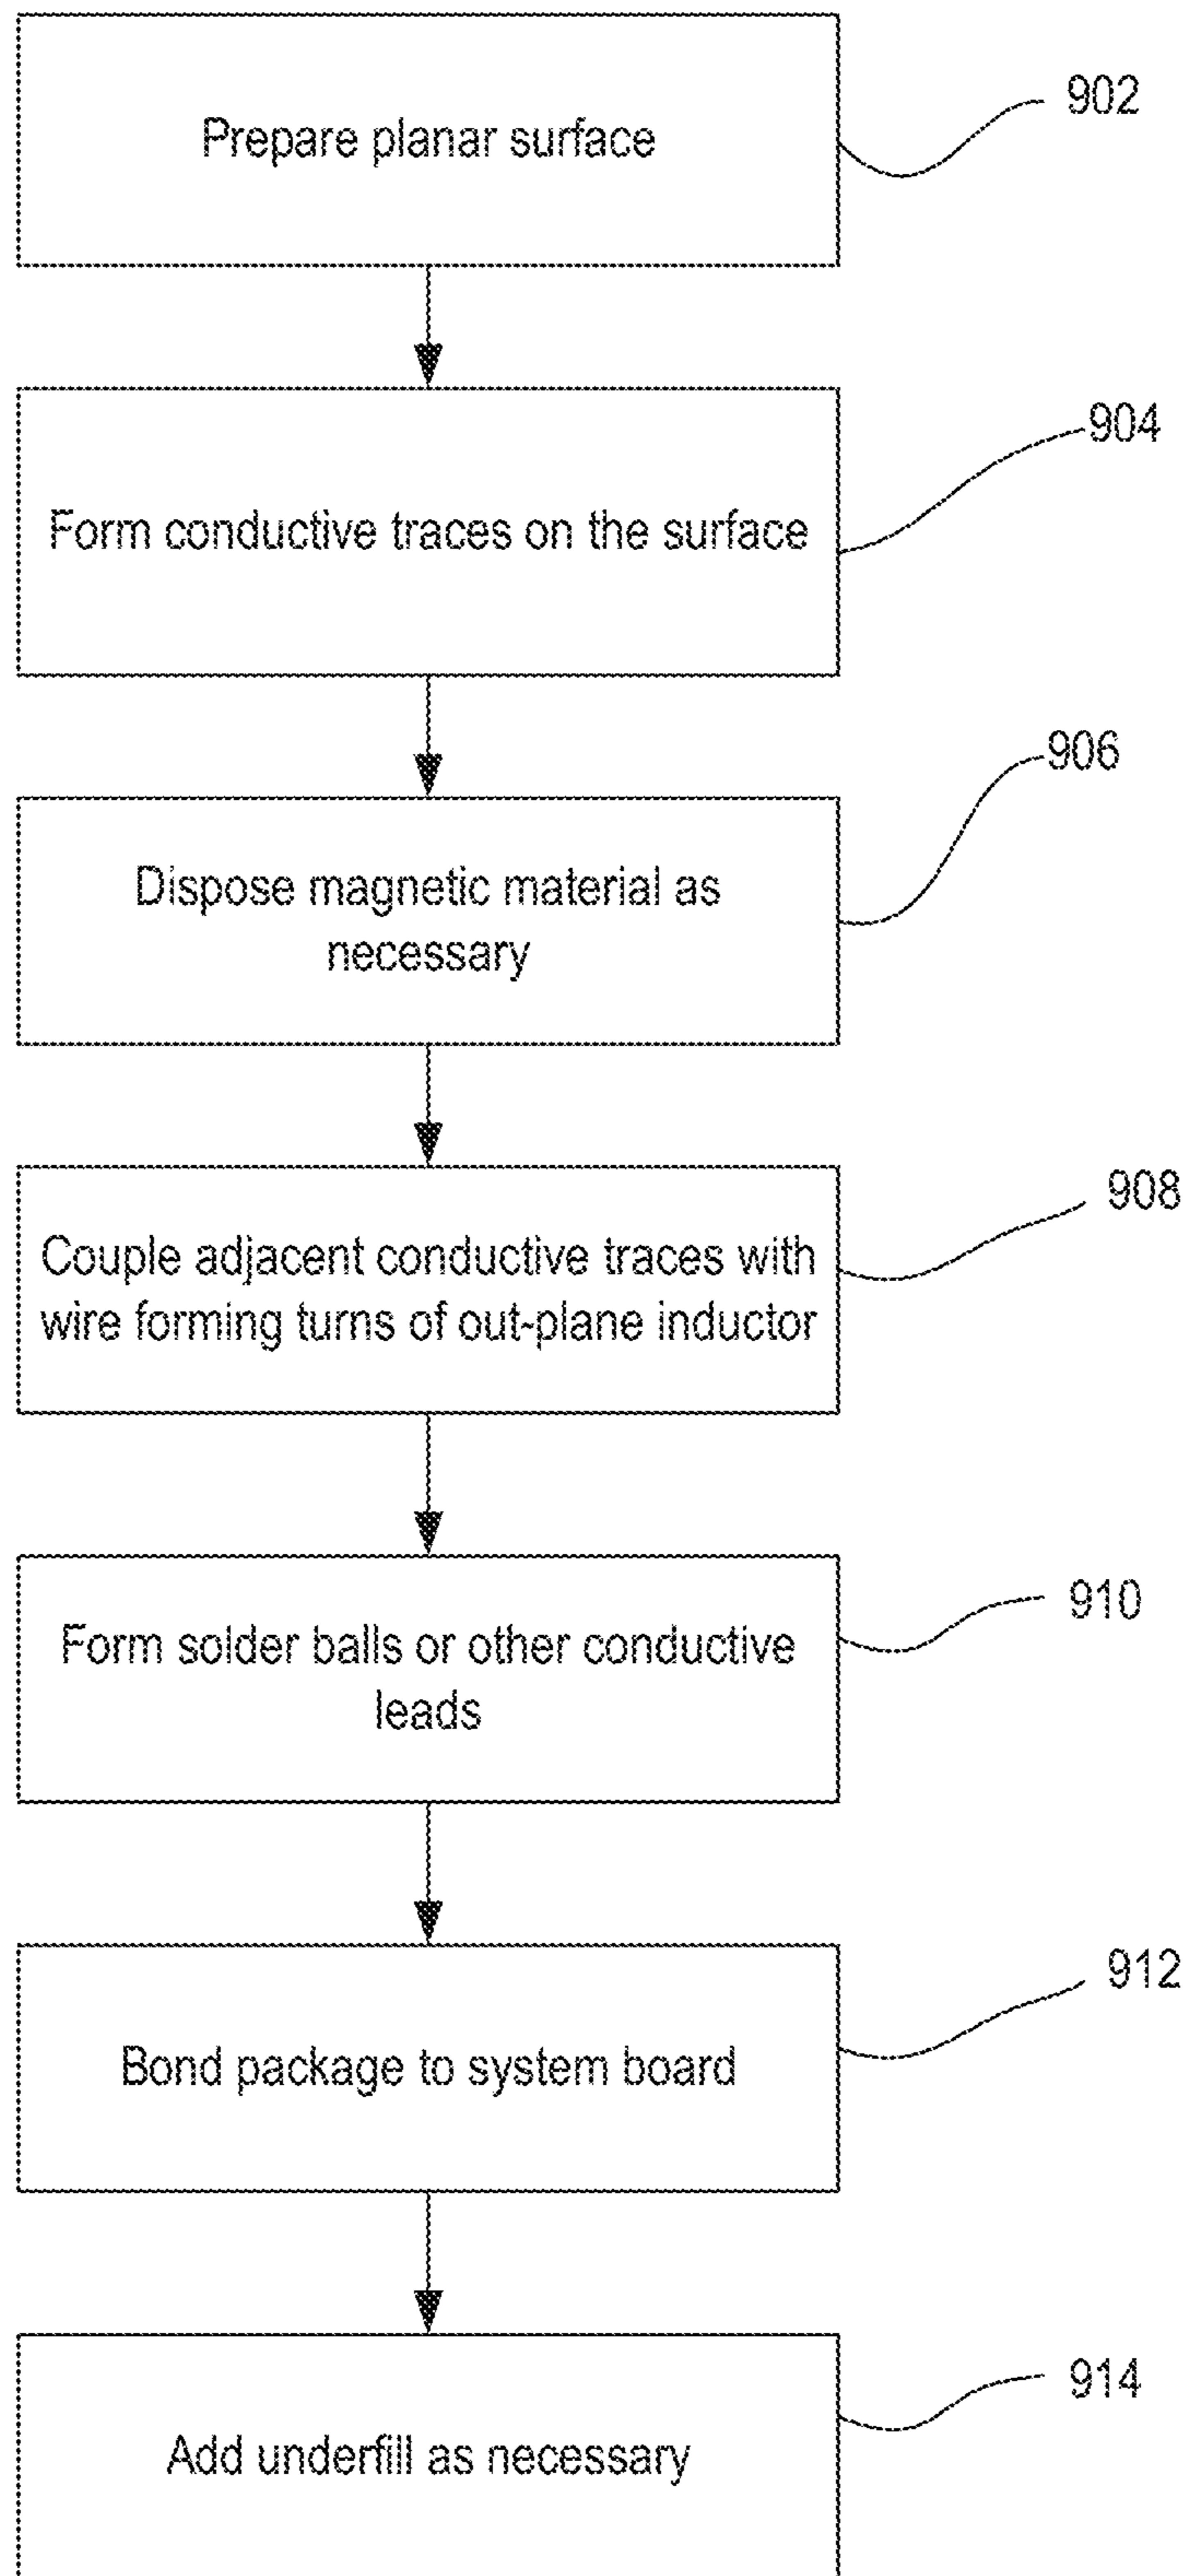 Prepare planar surface
902
Form conductive traces on the surface
904
Dispose magnetic material as
necessary
906
Couple adjacent conductive traces with
wire forming turns of out-plane inductor
908
Form solder balls or other conductive
leads
910
Bond package to system board
912
Add underfill as necessary
914